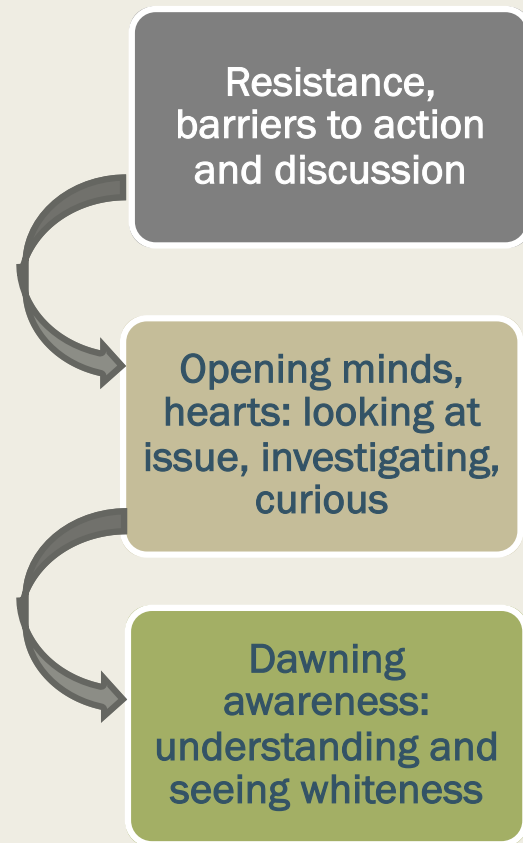 Resistance,
barriers to action
and discussion
Opening minds,
hearts: looking at
issue, investigating,
curious
Dawning
awareness:
understanding and
seeing whiteness